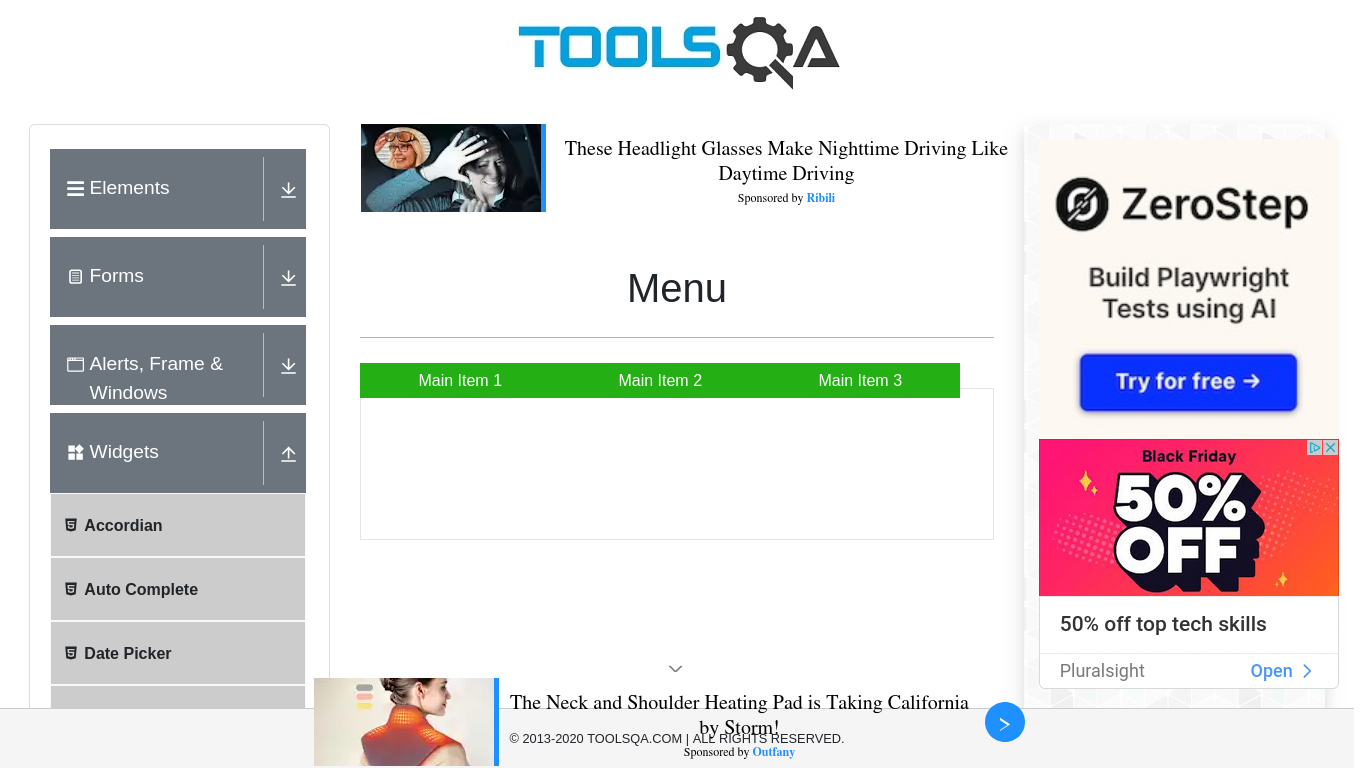 TOOLSQA
Elements
Forms
Alerts, Frame &
Windows
Widgets
Accordian
Auto Complete
Date Picker
These Headlight Glasses Make Nighttime Driving Like
Daytime Driving
Sponsored by Ribili
Menu
Main Item 1
Main Item 2
Main Item 3
ZeroStep
Build Playwright
Tests using AI
Try for free →
Black Friday
50%
OFF
50% off top tech skills
Pluralsight
Open
The Neck and Shoulder Heating Pad is Taking California
by Storm!
Sponsored by Outfany
© 2013-2020 TOOLSQA.COM | ALL RIGHTS RESERVED.